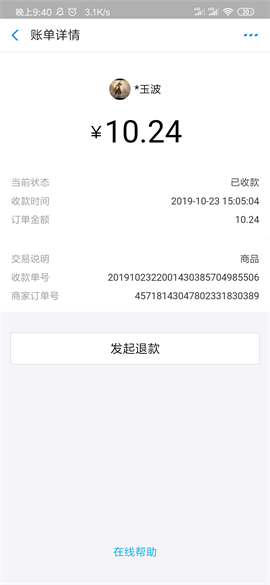 晚上9:40 3.1K/s 20
账单详情
*玉波
¥10.24
当前状态 已收款
收款时间 2019-10-23 15:05:04
订单金额 10.24
交易说明 商品
收款单号 2019102322001430385704985506
商家订单号 45718143047802331830389
发起退款
在线帮助